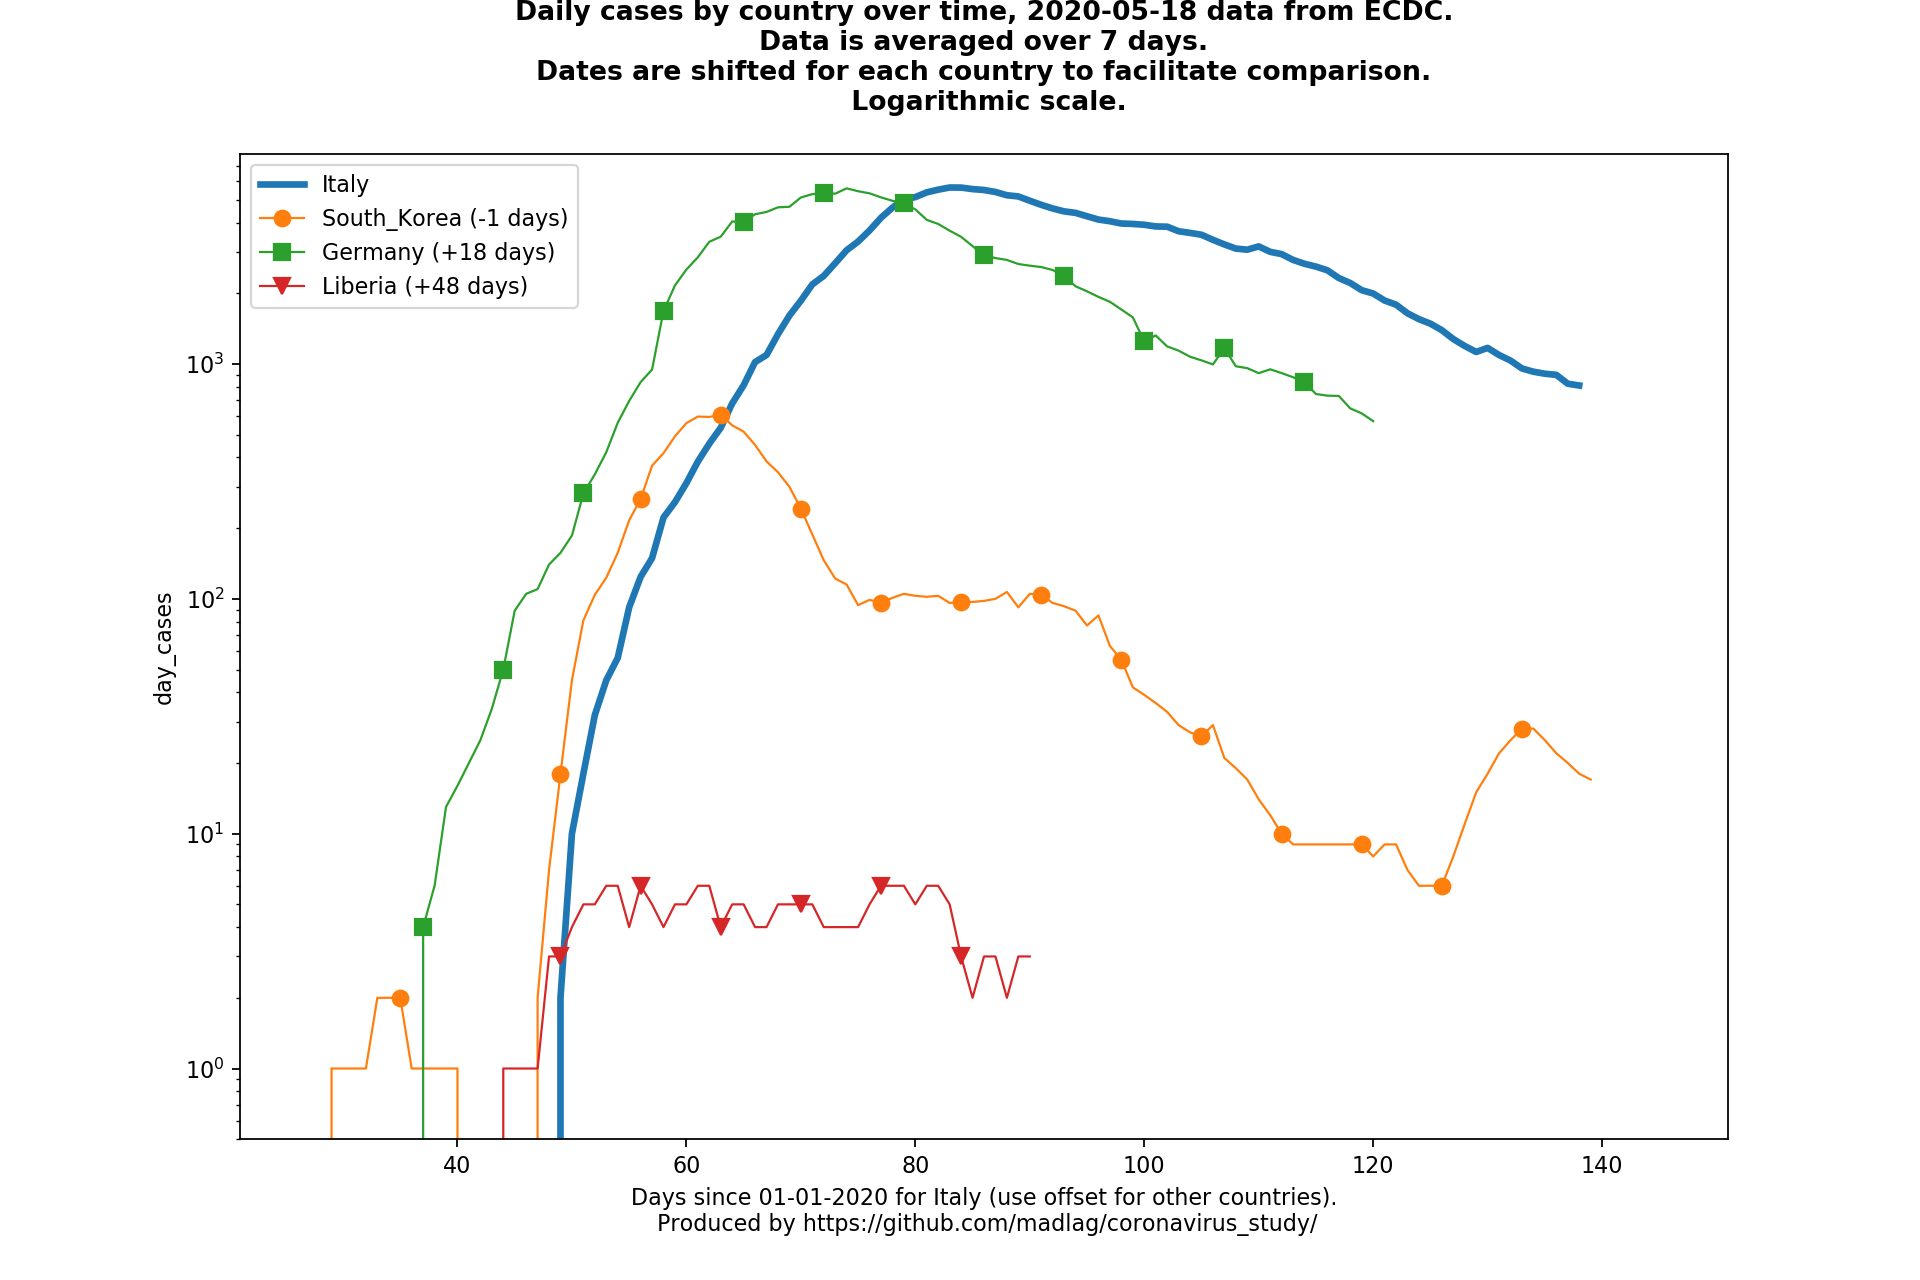 Daily cases by country over time, 2020-05-18 data from ECDC.
Data is averaged over 7 days.
Dates are shifted for each country to facilitate comparison.
Logarithmic scale.
Italy
South_Korea (-1 days)
Germany (+18 days)
Liberia (+48 days)
day_cases
10³
10²
10¹
10⁰
40 60 80 100 120 140
Days since 01-01-2020 for Italy (use offset for other countries).
Produced by https://github.com/madlag/coronavirus_study/